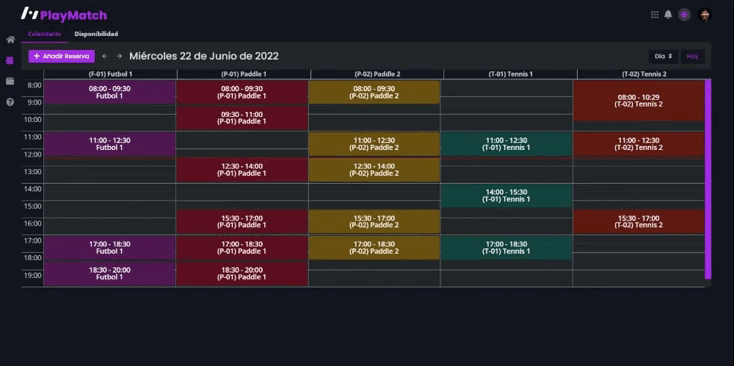 PlayMatch
Calendario Disponibilidad
+ Añadir Reserva ← → Miércoles 22 de Junio de 2022 Día Hoy
(F-01) Futbol 1 (P-01) Paddle 1 (P-02) Paddle 2 (T-01) Tennis 1 (T-02) Tennis 2
8:00
08:00 - 09:30
Futbol 1
08:00 - 09:30
(P-01) Paddle 1
08:00 - 09:30
(P-02) Paddle 2
08:00 - 10:29
(T-02) Tennis 2
9:00
09:30 - 11:00
(P-01) Paddle 1
10:00
11:00
11:00 - 12:30
Futbol 1
11:00 - 12:30
(P-02) Paddle 2
11:00 - 12:30
(T-01) Tennis 1
11:00 - 12:30
(T-02) Tennis 2
12:00
12:30 - 14:00
(P-01) Paddle 1
12:30 - 14:00
(P-02) Paddle 2
13:00
14:00
14:00 - 15:30
(T-01) Tennis 1
15:00
15:30 - 17:00
(P-01) Paddle 1
15:30 - 17:00
(P-02) Paddle 2
15:30 - 17:00
(T-02) Tennis 2
16:00
17:00
17:00 - 18:30
Futbol 1
17:00 - 18:30
(P-01) Paddle 1
17:00 - 18:30
(P-02) Paddle 2
17:00 - 18:30
(T-01) Tennis 1
18:00
18:30 - 20:00
Futbol 1
18:30 - 20:00
(P-01) Paddle 1
19:00